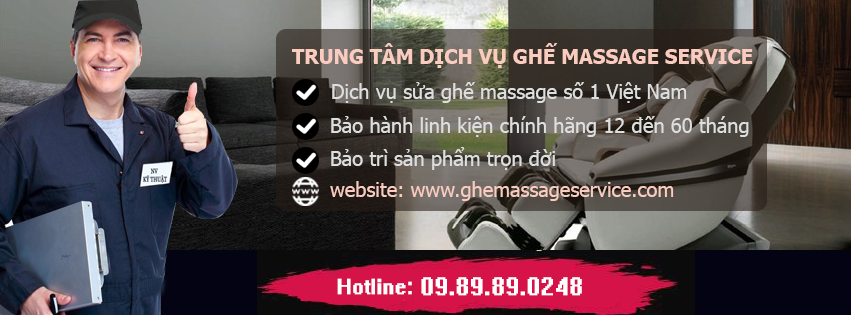 TRUNG TÂM DỊCH VỤ GHẾ MASSAGE SERVICE
Dịch vụ sửa ghế massage số 1 Việt Nam
Bảo hành linh kiện chính hãng 12 đến 60 tháng
Bảo trì sản phẩm trọn đời
WWW website: www.ghemassageservice.com
NV
KỸ THUẬT
Hotline: 09.89.89.0248